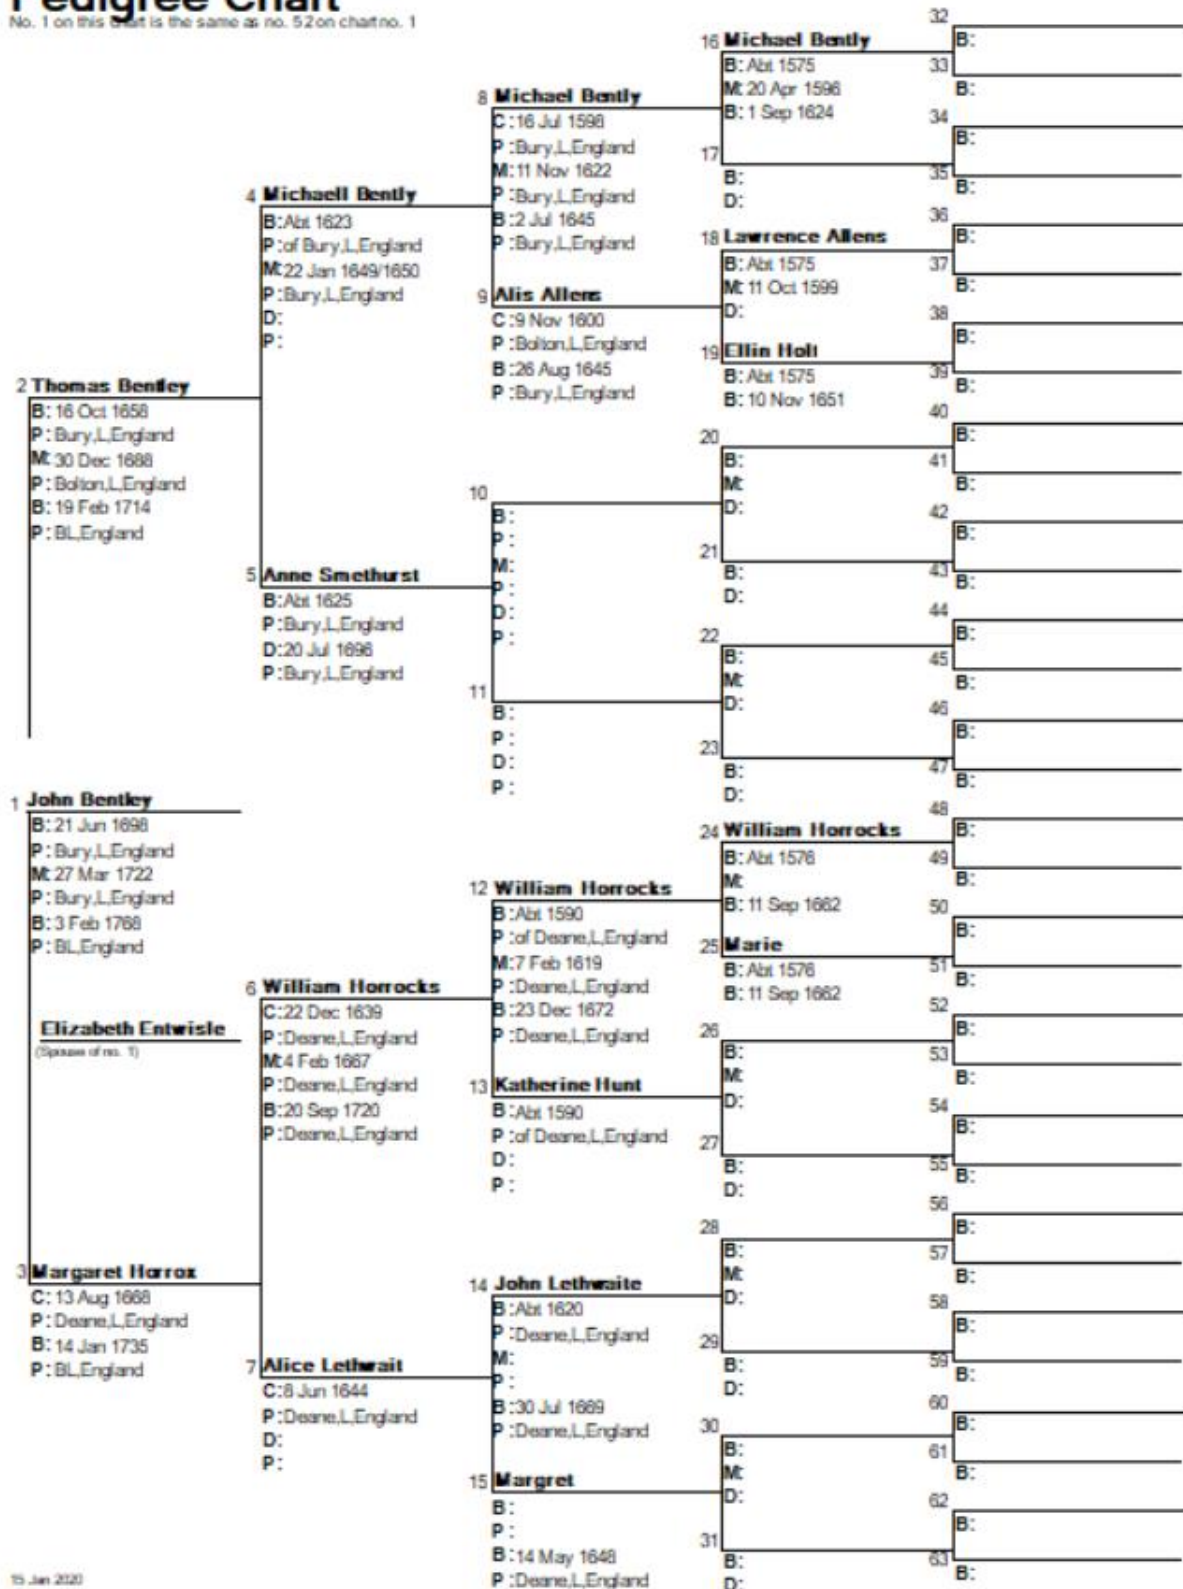 Pedigree Chart
No. 1 on this chart is the same as no. 52 on chart no. 1
1 John Bentley
B: 21 Jun 1698
P: Bury,L,England
M: 27 Mar 1722
P: Bury,L,England
B: 3 Feb 1768
P: BL,England
Elizabeth Entwisle
(Spouse of no. 1)
2 Thomas Bentley
B: 16 Oct 1658
P: Bury,L,England
M: 30 Dec 1688
P: Bolton,L,England
B: 19 Feb 1714
P: BL,England
3 Margaret Horrox
C: 13 Aug 1668
P: Deane,L,England
B: 14 Jan 1735
P: BL,England
4 Michaell Bently
B: Abt 1623
P: of Bury,L,England
M: 22 Jan 1649/1650
P: Bury,L,England
D:
P:
5 Anne Smethurst
B: Abt 1625
P: Bury,L,England
D: 20 Jul 1696
P: Bury,L,England
6 William Horrocks
C: 22 Dec 1639
P: Deane,L,England
M: 4 Feb 1667
P: Deane,L,England
B: 20 Sep 1720
P: Deane,L,England
7 Alice Lethwait
C: 8 Jun 1644
P: Deane,L,England
D:
P:
8 Michael Bently
C: 16 Jul 1598
P: Bury,L,England
M: 11 Nov 1622
P: Bury,L,England
B: 2 Jul 1645
P: Bury,L,England
9 Alis Allens
C: 9 Nov 1600
P: Bolton,L,England
B: 26 Aug 1645
P: Bury,L,England
10
B:
P:
M:
P:
D:
P:
11
B:
P:
D:
P:
12 William Horrocks
B: Abt 1590
P: of Deane,L,England
M: 7 Feb 1619
P: Deane,L,England
B: 23 Dec 1672
P: Deane,L,England
13 Katherine Hunt
B: Abt 1590
P: of Deane,L,England
D:
P:
14 John Lethwaite
B: Abt 1620
P: Deane,L,England
M:
P:
B: 30 Jul 1669
P: Deane,L,England
15 Margret
B:
P:
B: 14 May 1648
P: Deane,L,England
16 Michael Bently
B: Abt 1575
M: 20 Apr 1596
B: 1 Sep 1624
17
B:
D:
18 Lawrence Allens
B: Abt 1575
M: 11 Oct 1599
D:
19 Ellin Holt
B: Abt 1575
B: 10 Nov 1651
20
B:
M:
D:
21
B:
D:
22
B:
M:
D:
23
B:
D:
24 William Horrocks
B: Abt 1576
M:
B: 11 Sep 1662
25 Marie
B: Abt 1576
B: 11 Sep 1662
26
B:
M:
D:
27
B:
D:
28
B:
M:
D:
29
B:
D:
30
B:
M:
D:
31
B:
D:
32
B:
33
B:
34
B:
35
B:
36
B:
37
B:
38
B:
39
B:
40
B:
41
B:
42
B:
43
B:
44
B:
45
B:
46
B:
47
B:
48
B:
49
B:
50
B:
51
B:
52
B:
53
B:
54
B:
55
B:
56
B:
57
B:
58
B:
59
B:
60
B:
61
B:
62
B:
63
B:
15 Jan 2020